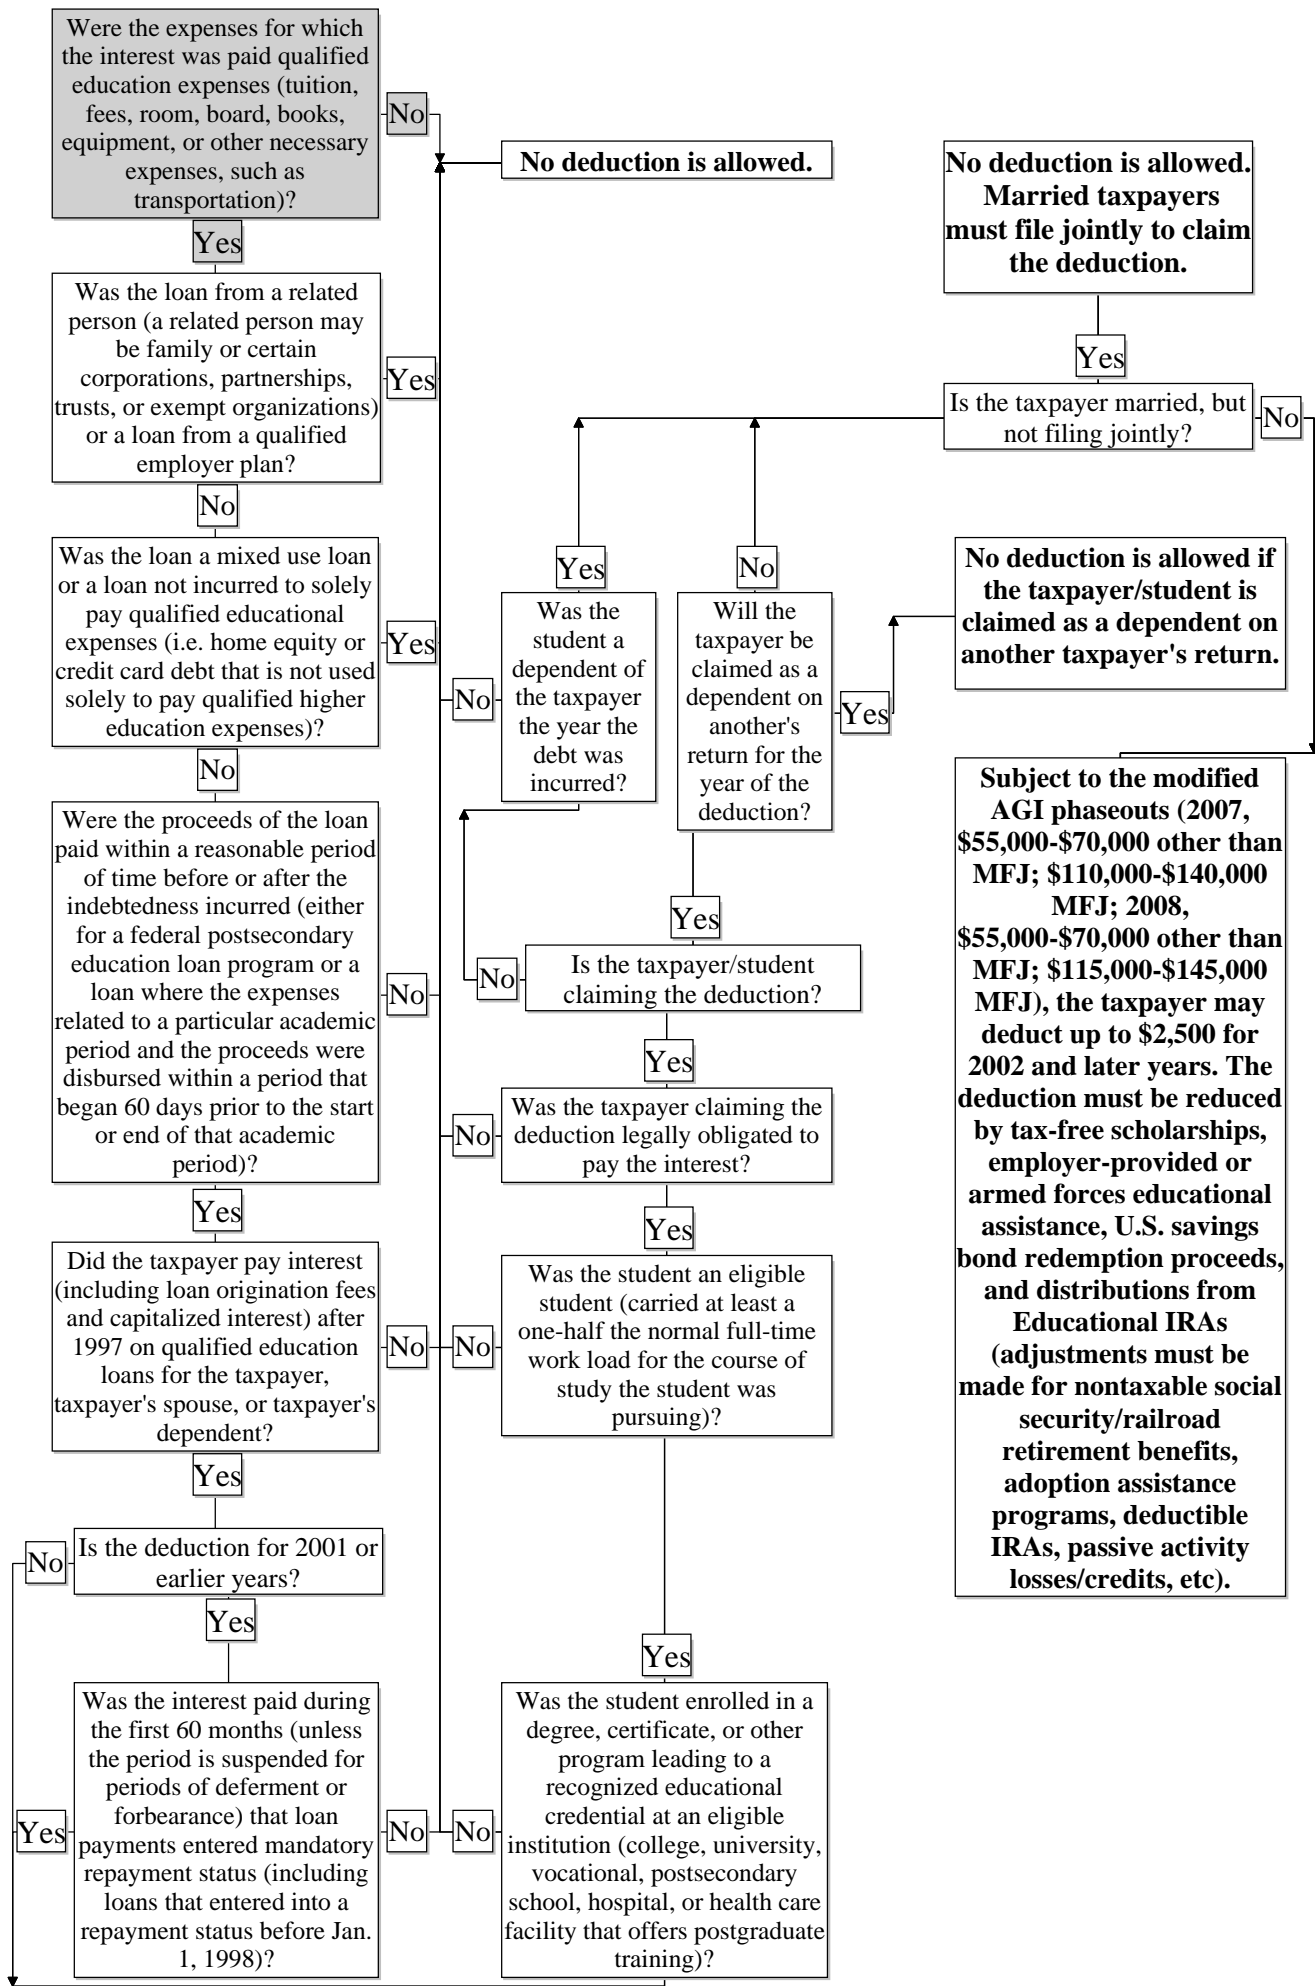 Were the expenses for which
the interest was paid qualified
education expenses (tuition,
fees, room, board, books,
equipment, or other necessary
expenses, such as
transportation)?
No
Yes
No deduction is allowed.
No deduction is allowed.
Married taxpayers
must file jointly to claim
the deduction.
Yes
Is the taxpayer married, but
not filing jointly?
No
Was the loan from a related
person (a related person may
be family or certain
corporations, partnerships,
trusts, or exempt organizations)
or a loan from a qualified
employer plan?
Yes
No
Was the loan a mixed use loan
or a loan not incurred to solely
pay qualified educational
expenses (i.e. home equity or
credit card debt that is not used
solely to pay qualified higher
education expenses)?
Yes
No
Were the proceeds of the loan
paid within a reasonable period
of time before or after the
indebtedness incurred (either
for a federal postsecondary
education loan program or a
loan where the expenses
related to a particular academic
period and the proceeds were
disbursed within a period that
began 60 days prior to the start
or end of that academic
period)?
No
Yes
Did the taxpayer pay interest
(including loan origination fees
and capitalized interest) after
1997 on qualified education
loans for the taxpayer,
taxpayer's spouse, or taxpayer's
dependent?
No
Yes
Is the deduction for 2001 or
earlier years?
No
Yes
Was the interest paid during
the first 60 months (unless
the period is suspended for
periods of deferment or
forbearance) that loan
payments entered mandatory
repayment status (including
loans that entered into a
repayment status before Jan.
1, 1998)?
Yes
No
Yes
Was the
student a
dependent of
the taxpayer
the year the
debt was
incurred?
No
No
Will the
taxpayer be
claimed as a
dependent on
another's
return for the
year of the
deduction?
Yes
No deduction is allowed if
the taxpayer/student is
claimed as a dependent on
another taxpayer's return.
Yes
Is the taxpayer/student
claiming the deduction?
No
Yes
Was the taxpayer claiming the
deduction legally obligated to
pay the interest?
No
Yes
Was the student an eligible
student (carried at least a
one-half the normal full-time
work load for the course of
study the student was
pursuing)?
No
Yes
Was the student enrolled in a
degree, certificate, or other
program leading to a
recognized educational
credential at an eligible
institution (college, university,
vocational, postsecondary
school, hospital, or health care
facility that offers postgraduate
training)?
No
Subject to the modified
AGI phaseouts (2007,
$55,000-$70,000 other than
MFJ; $110,000-$140,000
MFJ; 2008,
$55,000-$70,000 other than
MFJ; $115,000-$145,000
MFJ), the taxpayer may
deduct up to $2,500 for
2002 and later years. The
deduction must be reduced
by tax-free scholarships,
employer-provided or
armed forces educational
assistance, U.S. savings
bond redemption proceeds,
and distributions from
Educational IRAs
(adjustments must be
made for nontaxable social
security/railroad
retirement benefits,
adoption assistance
programs, deductible
IRAs, passive activity
losses/credits, etc).